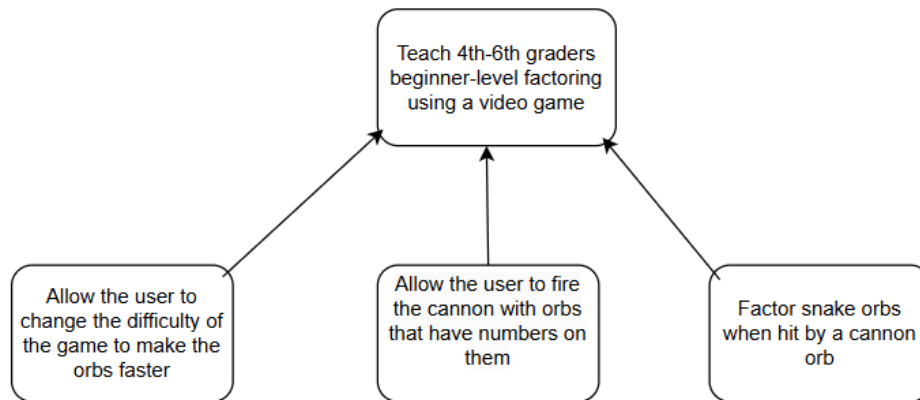 Teach 4th-6th graders
beginner-level factoring
using a video game
Allow the user to
change the difficulty of
the game to make the
orbs faster
Allow the user to fire
the cannon with orbs
that have numbers on
them
Factor snake orbs
when hit by a cannon
orb